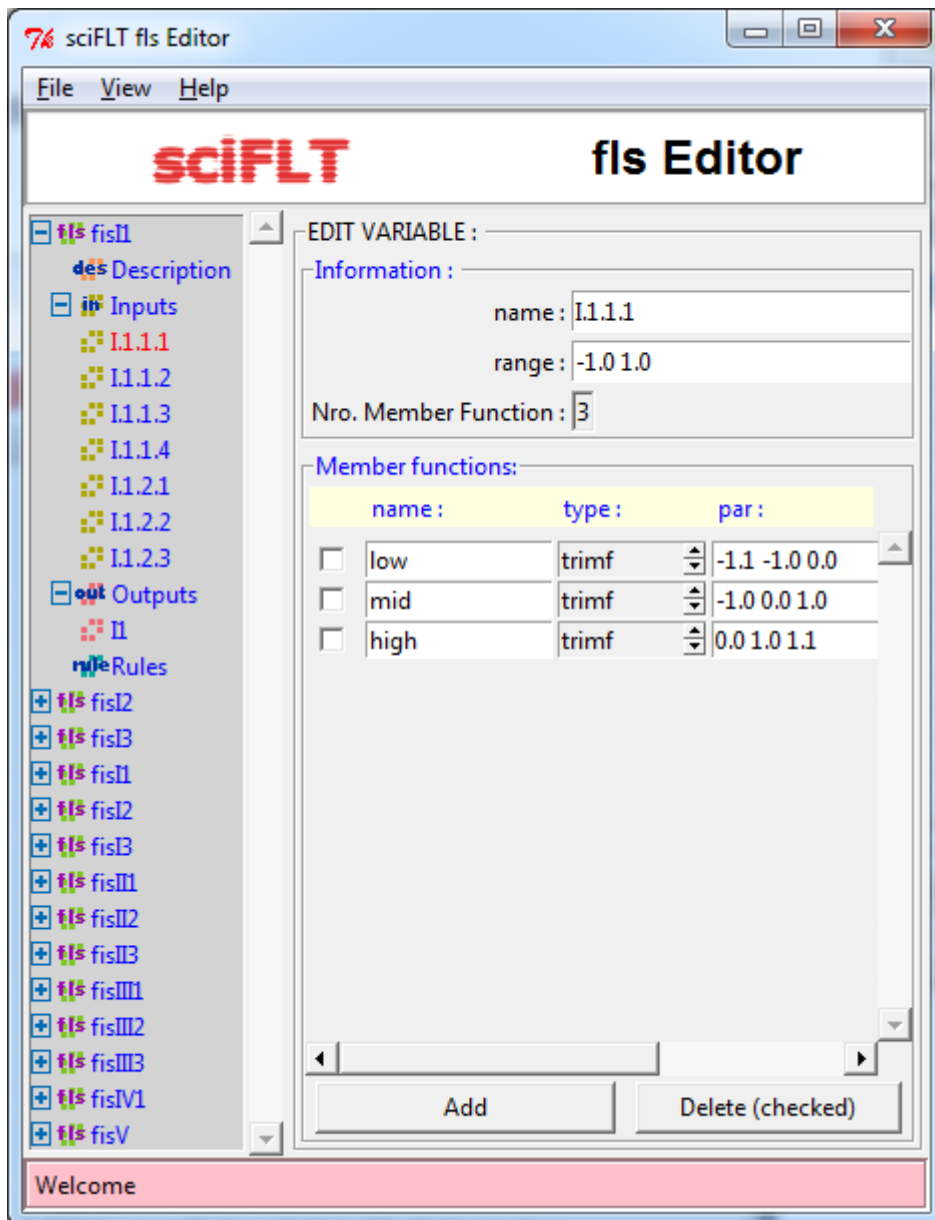 sciFLT fls Editor
File View Help
sciFLT fls Editor
fls fisI1
des Description
in Inputs
I.1.1.1
I.1.1.2
I.1.1.3
I.1.1.4
I.1.2.1
I.1.2.2
I.1.2.3
out Outputs
I1
rule Rules
fls fisI2
fls fisI3
fls fisI1
fls fisI2
fls fisI3
fls fisII1
fls fisII2
fls fisII3
fls fisIII1
fls fisIII2
fls fisIII3
fls fisIV1
fls fisV
EDIT VARIABLE :
Information :
name : I.1.1.1
range : -1.0 1.0
Nro. Member Function : 3
Member functions:
name : type : par :
low trimf -1.1 -1.0 0.0
mid trimf -1.0 0.0 1.0
high trimf 0.0 1.0 1.1
Add Delete (checked)
Welcome